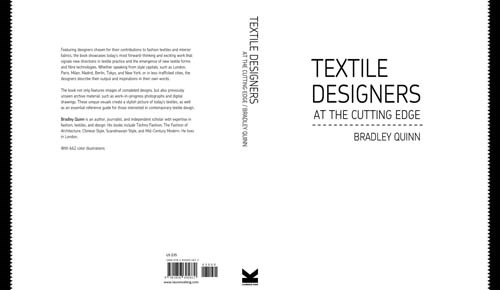 Featuring designers chosen for their contributions to fashion textiles and interior
fabrics, the book showcases today's most forward-thinking and exciting work that
signals new directions in textile practice and the emergence of new textile forms
and fibre technologies. Whether speaking from style capitals, such as London,
Paris, Milan, Madrid, Berlin, Tokyo, and New York, or in less-trafficked cities, the
designers describe their output and inspirations in their own words.
The book not only features images of completed designs, but also previously
unseen archive material, such as work-in-progress photographs and digital
drawings. These unique visuals create a stylish picture of today's textiles, as well
as an essential reference guide for those interested in contemporary textile design.
Bradley Quinn is an author, journalist, and independent scholar with expertise in
fashion, textiles, and design. His books include Techno Fashion, The Fashion of
Architecture, Chinese Style, Scandinavian Style, and Mid-Century Modern. He lives
in London.
With 662 color illustrations
UK £35
www.laurenceking.com
TEXTILE DESIGNERS
AT THE CUTTING EDGE / BRADLEY QUINN
TEXTILE
DESIGNERS
AT THE CUTTING EDGE
BRADLEY QUINN